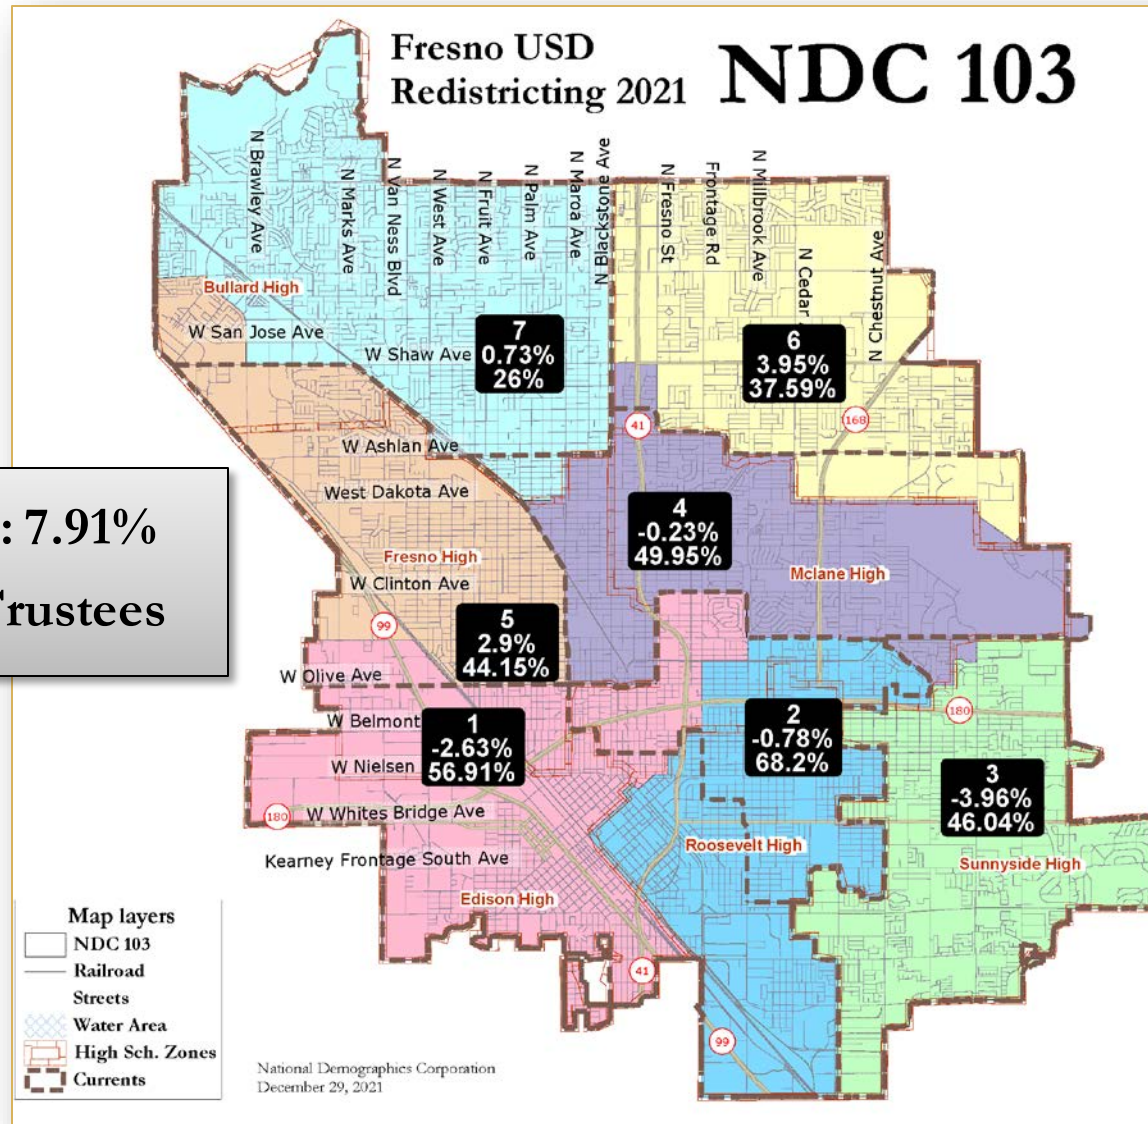 Fresno USD
Redistricting 2021
NDC 103
N Brawley Ave
N Marks Ave
N Van Ness Blvd
N West Ave
N Fruit Ave
N Palm Ave
N Maroa Ave
N Blackstone Ave
N Fresno St
Frontage Rd
N Millbrook Ave
N Cedar
N Chestnut Ave
Bullard High
W San Jose Ave
W Shaw Ave
7
0.73%
26%
6
3.95%
37.59%
41
168
W Ashlan Ave
West Dakota Ave
: 7.91%
Trustees
4
-0.23%
49.95%
Fresno High
Mclane High
W Clinton Ave
99
5
2.9%
44.15%
W Olive Ave
W Belmont
1
-2.63%
56.91%
2
-0.78%
68.2%
180
W Nielsen
3
-3.96%
46.04%
180
W Whites Bridge Ave
Kearney Frontage South Ave
Roosevelt High
Sunnyside High
Edison High
41
99
Map layers
NDC 103
Railroad
Streets
Water Area
High Sch. Zones
Currents
National Demographics Corporation
December 29, 2021